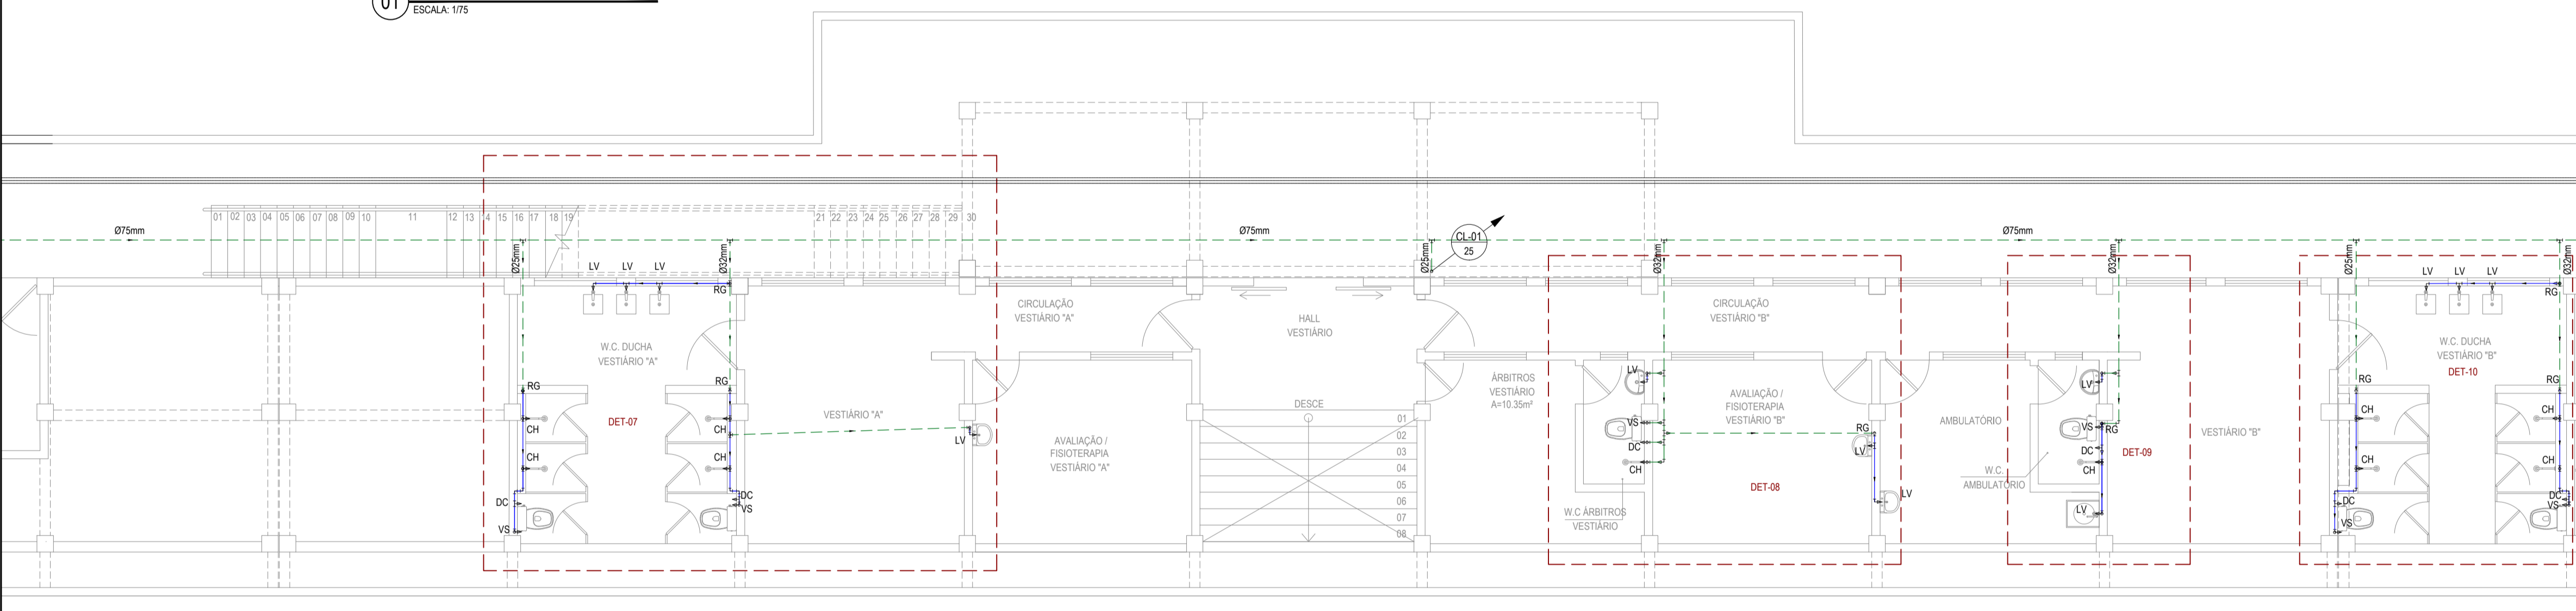 01
ESCALA: 1/75
Ø75mm
01 02 03 04 05 06 07 08 09 10 11 12 13 14 15 16 17 18 19
21 22 23 24 25 26 27 28 29 30
Ø75mm
CL-01
25
Ø75mm
Ø25mm
LV LV LV
Ø32mm
RG
W.C. DUCHA
VESTIÁRIO "A"
RG
RG
CH
CH
CH
CH
DET-07
DC
VS
DC
VS
VESTIÁRIO "A"
LV
CIRCULAÇÃO
VESTIÁRIO "A"
AVALIAÇÃO /
FISIOTERAPIA
VESTIÁRIO "A"
HALL
VESTIÁRIO
DESCE
01
02
03
04
05
06
07
08
Ø25mm
ÁRBITROS
VESTIÁRIO
A=10.35m²
Ø32mm
LV
VS
DC
CH
W.C ÁRBITROS
VESTIÁRIO
CIRCULAÇÃO
VESTIÁRIO "B"
AVALIAÇÃO /
FISIOTERAPIA
VESTIÁRIO "B"
RG
LV
LV
DET-08
AMBULATÓRIO
W.C.
AMBULATÓRIO
Ø32mm
LV
VS
RG
DC
CH
LV
DET-09
VESTIÁRIO "B"
Ø25mm
LV LV LV
Ø32mm
RG
W.C. DUCHA
VESTIÁRIO "B"
DET-10
RG
RG
CH
CH
CH
CH
DC
VS
DC
VS